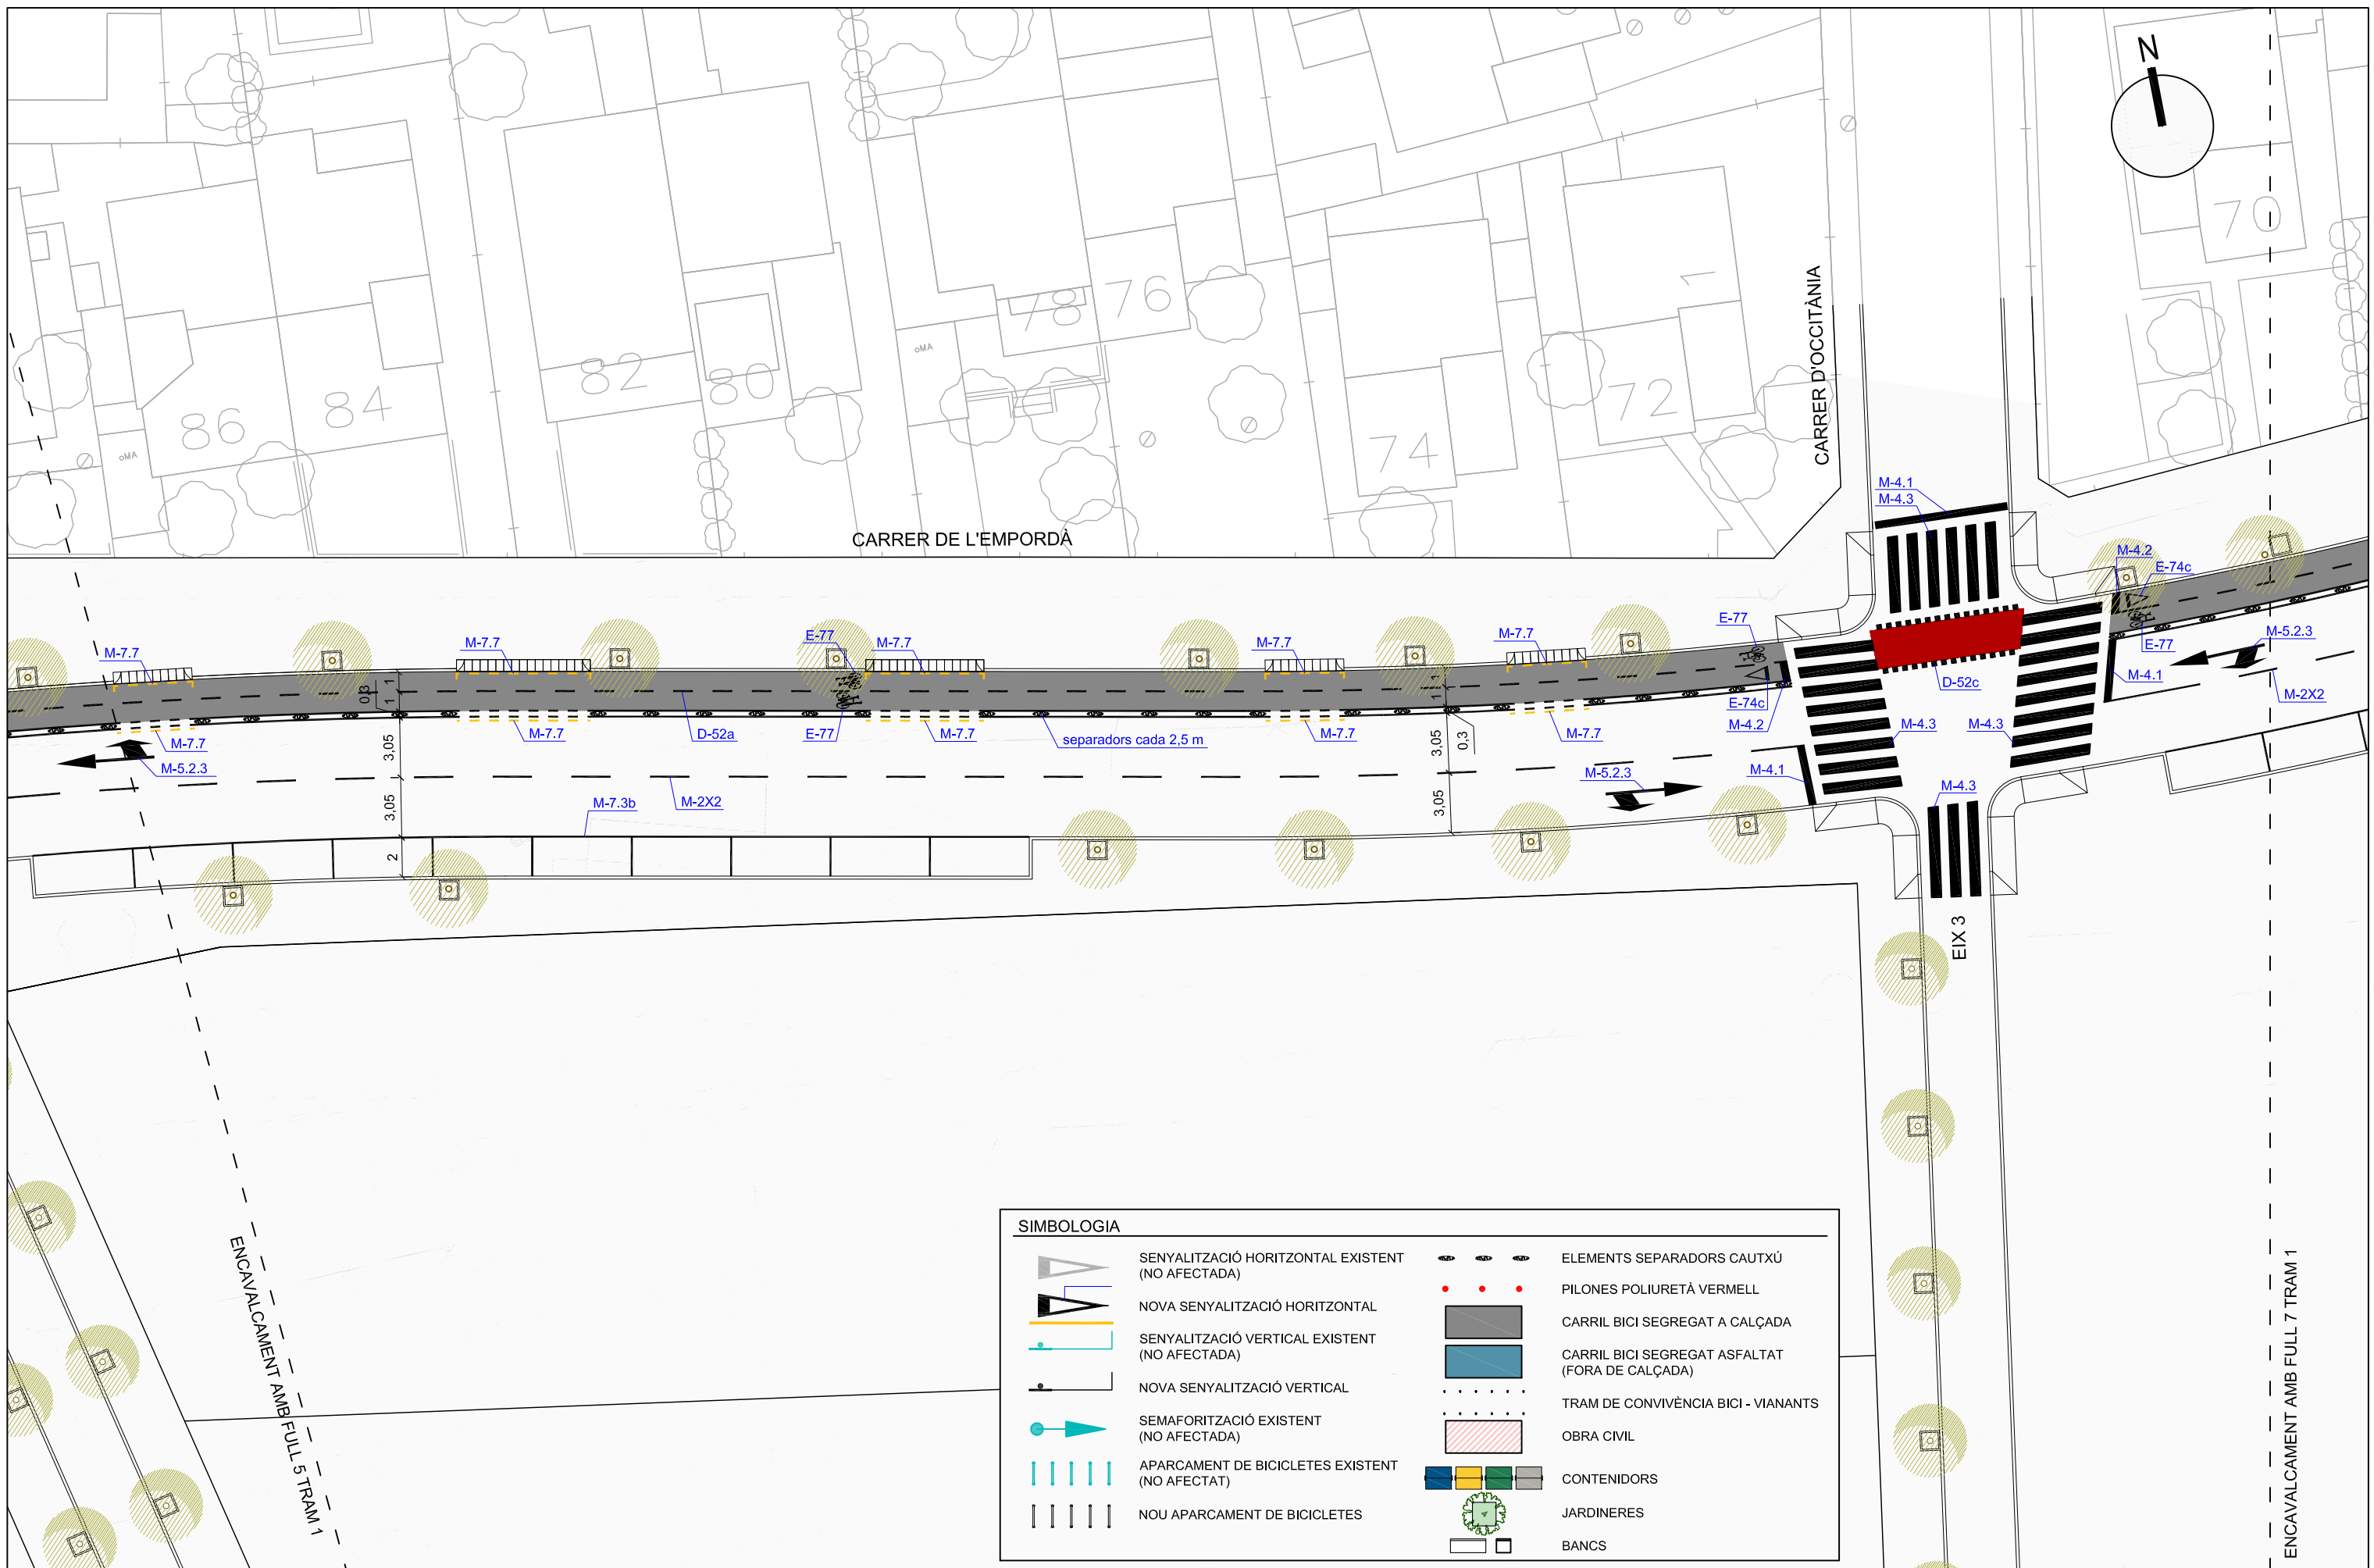 N
70
1
78
76
82
80
72
84
86
74
oMA
oMA
CARRER D'OCCITÀNIA
CARRER DE L'EMPORDÀ
M-4.1
M-4.3
M-4.2
E-74c
E-77
M-5.2.3
M-2X2
M-4.1
D-52c
M-4.3
M-4.3
M-4.3
E-77
E-74c
M-4.2
M-4.1
M-7.7
M-7.7
E-77
M-7.7
M-7.7
M-7.7
M-7.7
M-5.2.3
M-7.7
D-52a
E-77
M-7.7
separadors cada 2,5 m
M-7.7
M-7.7
M-5.2.3
M-7.3b
M-2X2
0,3
1
1
3,05
3,05
2
1
1
0,3
3,05
3,05
EIX 3
ENCAVALCAMENT AMB FULL 5 TRAM 1
ENCAVALCAMENT AMB FULL 7 TRAM 1
SIMBOLOGIA
SENYALITZACIÓ HORITZONTAL EXISTENT
(NO AFECTADA)
NOVA SENYALITZACIÓ HORITZONTAL
SENYALITZACIÓ VERTICAL EXISTENT
(NO AFECTADA)
NOVA SENYALITZACIÓ VERTICAL
SEMAFORITZACIÓ EXISTENT
(NO AFECTADA)
APARCAMENT DE BICICLETES EXISTENT
(NO AFECTAT)
NOU APARCAMENT DE BICICLETES
ELEMENTS SEPARADORS CAUTXÚ
PILONES POLIURETÀ VERMELL
CARRIL BICI SEGREGAT A CALÇADA
CARRIL BICI SEGREGAT ASFALTAT
(FORA DE CALÇADA)
TRAM DE CONVIVÈNCIA BICI - VIANANTS
OBRA CIVIL
CONTENIDORS
JARDINERES
BANCS